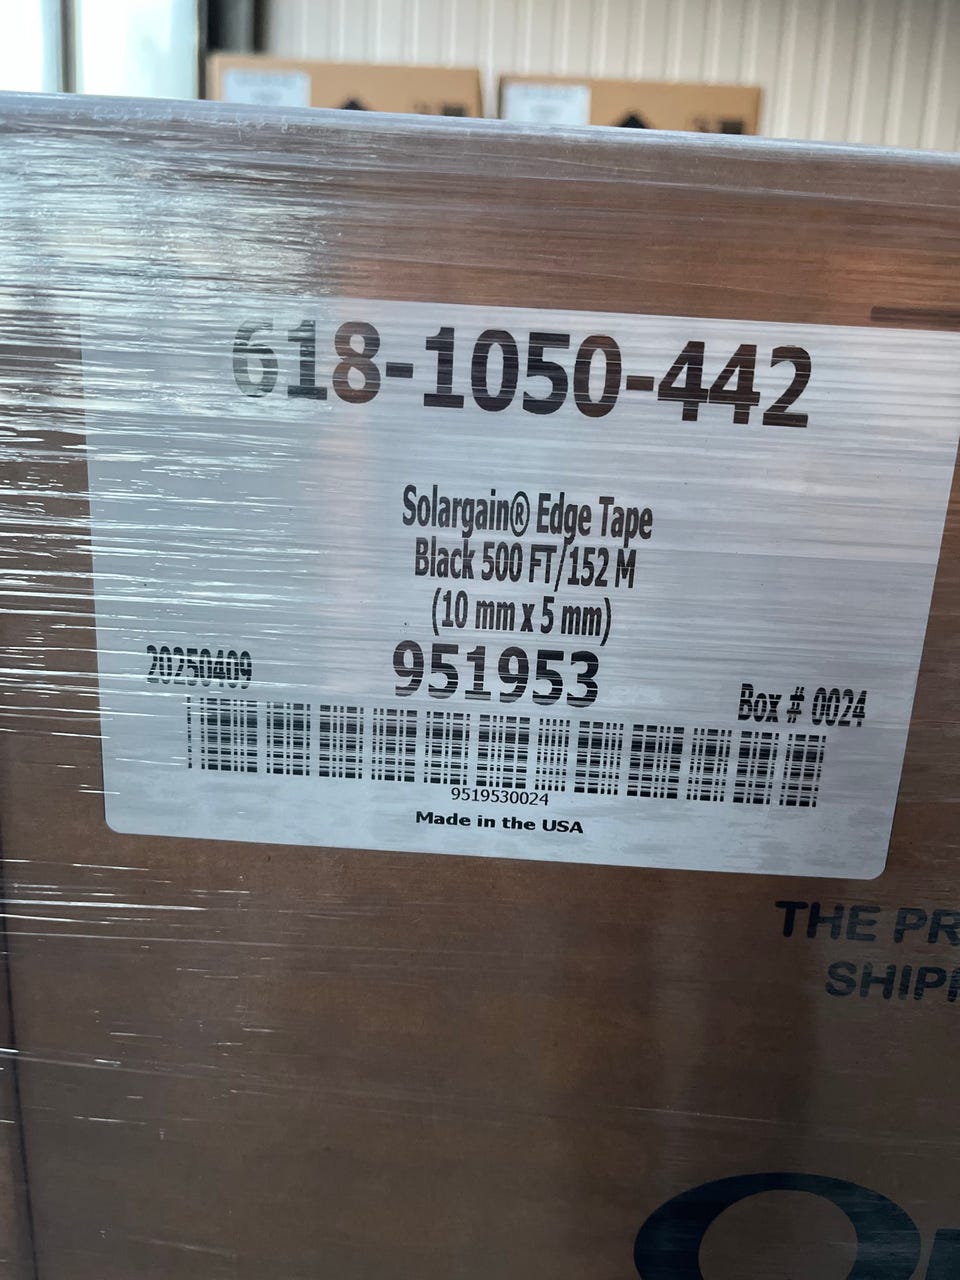 618-1050-442
Solargain® Edge Tape
Black 500 FT/152 M
(10 mm x 5 mm)
20250409
951953
Box # 0024
9519530024
Made in the USA
THE PR
SHIP